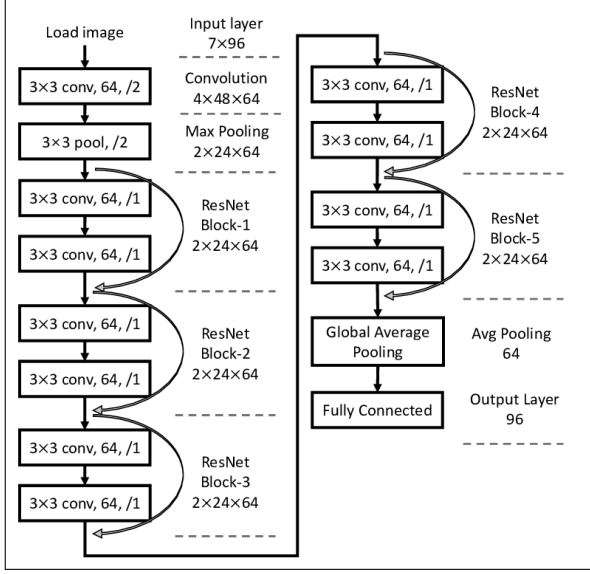 Load image
Input layer
7×96
3×3 conv, 64, /2
Convolution
4×48×64
3×3 pool, /2
Max Pooling
2×24×64
3×3 conv, 64, /1
3×3 conv, 64, /1
ResNet
Block-1
2×24×64
3×3 conv, 64, /1
3×3 conv, 64, /1
ResNet
Block-2
2×24×64
3×3 conv, 64, /1
3×3 conv, 64, /1
ResNet
Block-3
2×24×64
3×3 conv, 64, /1
3×3 conv, 64, /1
ResNet
Block-4
2×24×64
3×3 conv, 64, /1
3×3 conv, 64, /1
ResNet
Block-5
2×24×64
Global Average
Pooling
Avg Pooling
64
Fully Connected
Output Layer
96